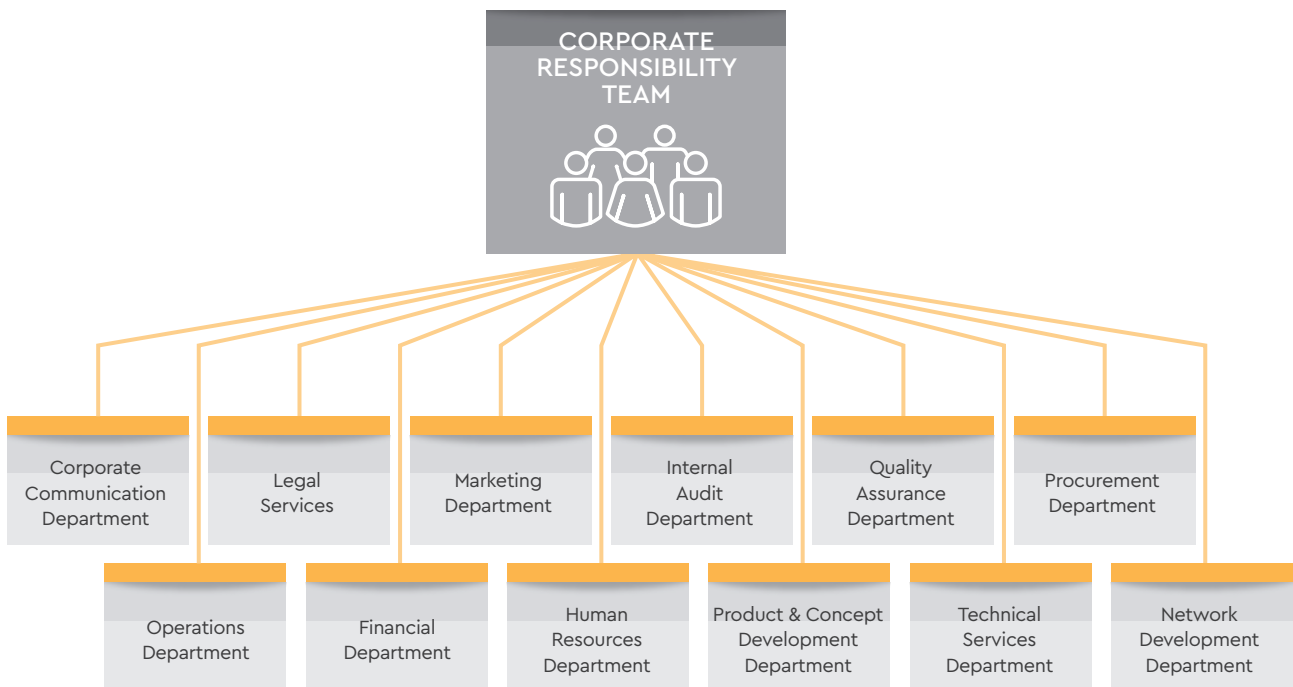 CORPORATE
RESPONSIBILITY
TEAM
Corporate
Communication
Department
Legal
Services
Marketing
Department
Internal
Audit
Department
Quality
Assurance
Department
Procurement
Department
Operations
Department
Financial
Department
Human
Resources
Department
Product & Concept
Development
Department
Technical
Services
Department
Network
Development
Department